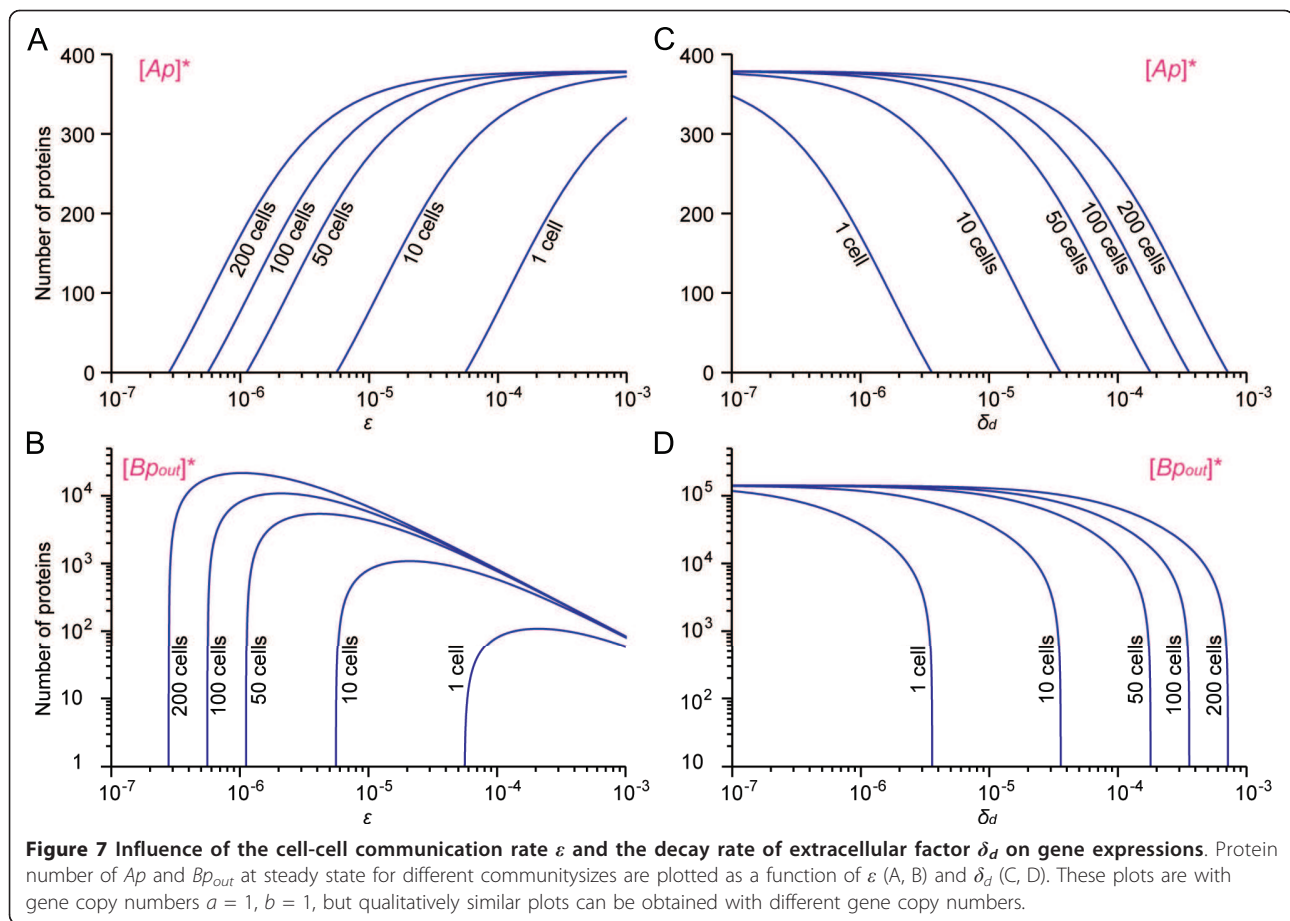 A
[Ap]*
400
300
200
100
0
Number of proteins
200 cells
100 cells
50 cells
10 cells
1 cell
10-7
10-6
10-5
10-4
10-3
ε
C
[Ap]*
400
300
200
100
0
1 cell
10 cells
50 cells
100 cells
200 cells
10-7
10-6
10-5
10-4
10-3
δd
B
[Bpout]*
104
103
102
10
1
Number of proteins
200 cells
100 cells
50 cells
10 cells
1 cell
10-7
10-6
10-5
10-4
10-3
ε
D
[Bpout]*
105
104
103
102
10
1 cell
10 cells
50 cells
100 cells
200 cells
10-7
10-6
10-5
10-4
10-3
δd
Figure 7 Influence of the cell-cell communication rate ε and the decay rate of extracellular factor δd on gene expressions. Protein
number of Ap and Bpout at steady state for different communitysizes are plotted as a function of ε (A, B) and δd (C, D). These plots are with
gene copy numbers a = 1, b = 1, but qualitatively similar plots can be obtained with different gene copy numbers.